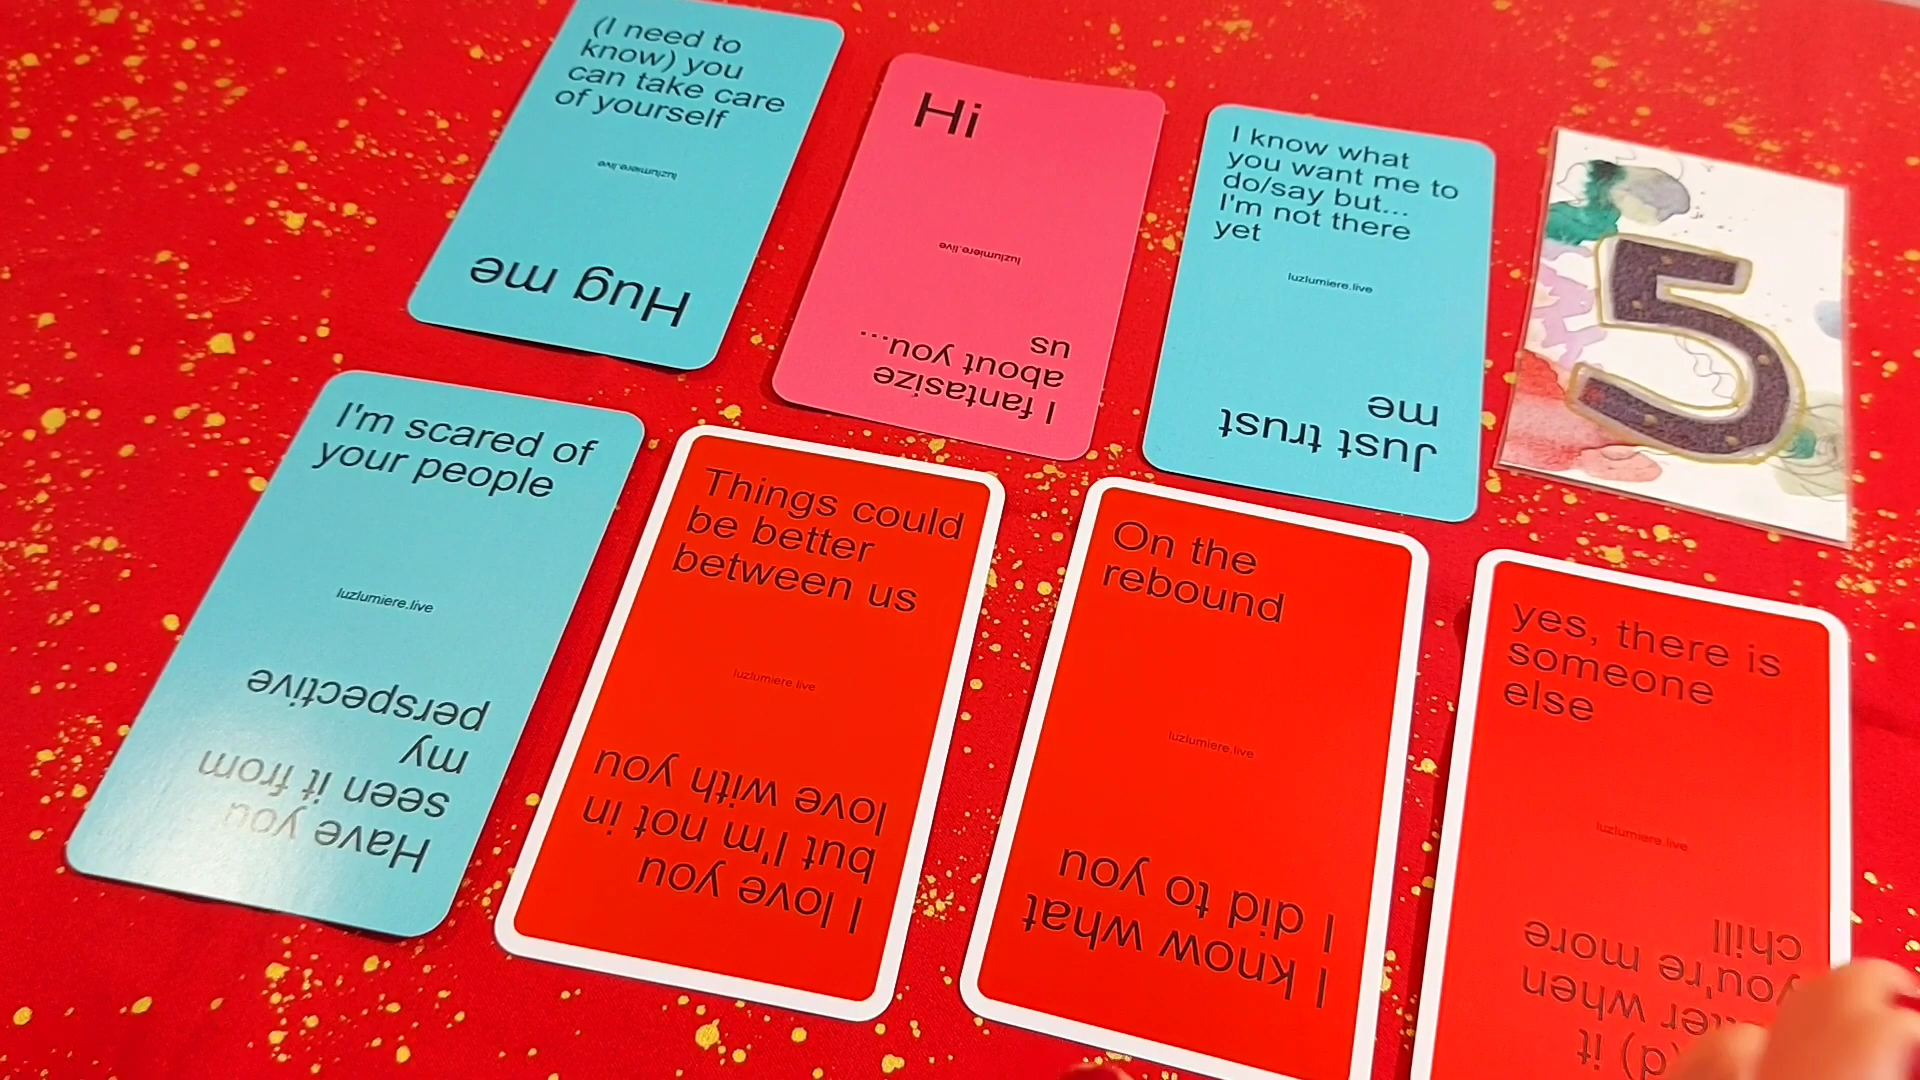 (I need to
know) you
can take care
of yourself
luzlumiere.live
Hug me
Hi
luzlumiere.live
I fantasize
about you...
us
I know what
you want me to
do/say but...
I'm not there
yet
luzlumiere.live
Just trust
me
5
I'm scared of
your people
luzlumiere.live
Have you
seen it from
my
perspective
Things could
be better
between us
luzlumiere.live
I love you
but I'm not in
love with you
On the
rebound
luzlumiere.live
I know what
I did to you
yes, there is
someone
else
luzlumiere.live
it
when
you're more
chill